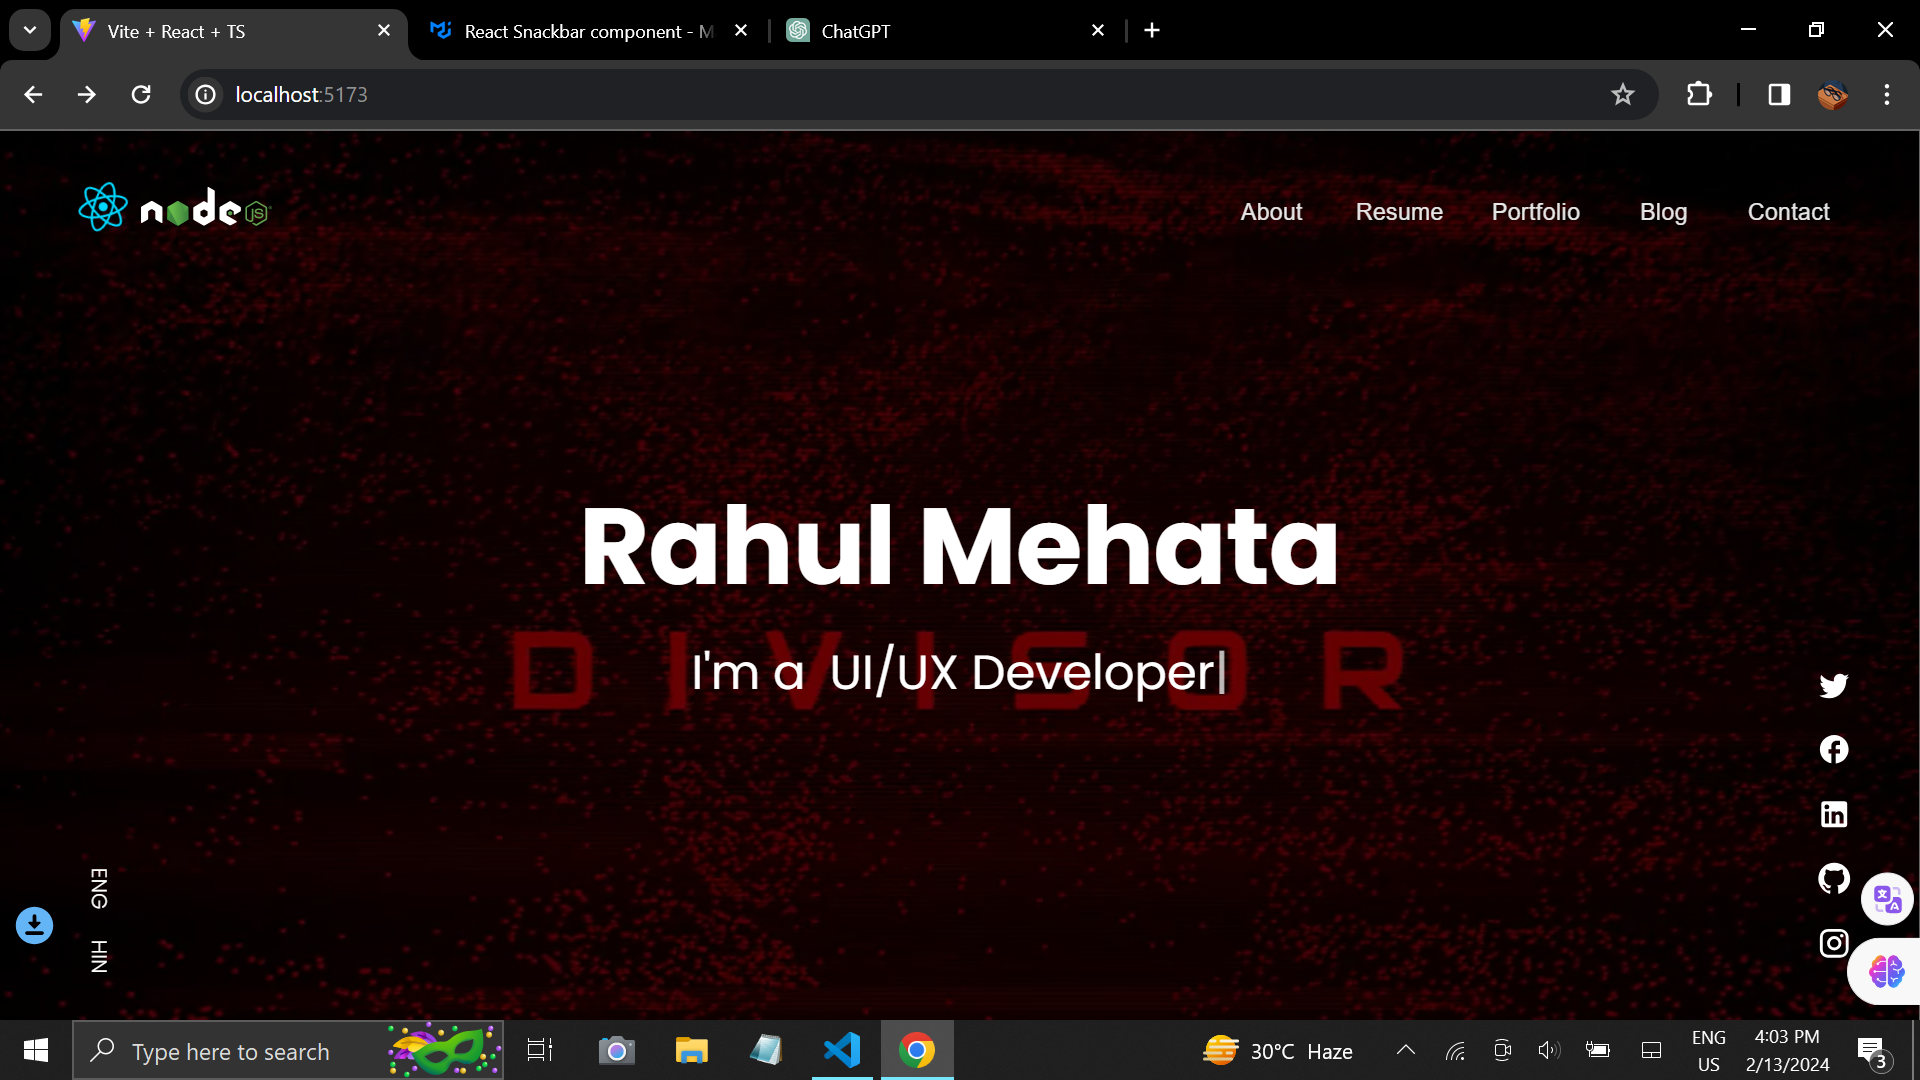 Vite + React + TS
React Snackbar component - M
ChatGPT
localhost:5173
node JS
About Resume Portfolio Blog Contact
Rahul Mehata
DIVISOR
I'm a UI/UX Developer|
ENG
HIN
Type here to search
30°C Haze
ENG
US
4:03 PM
2/13/2024
3